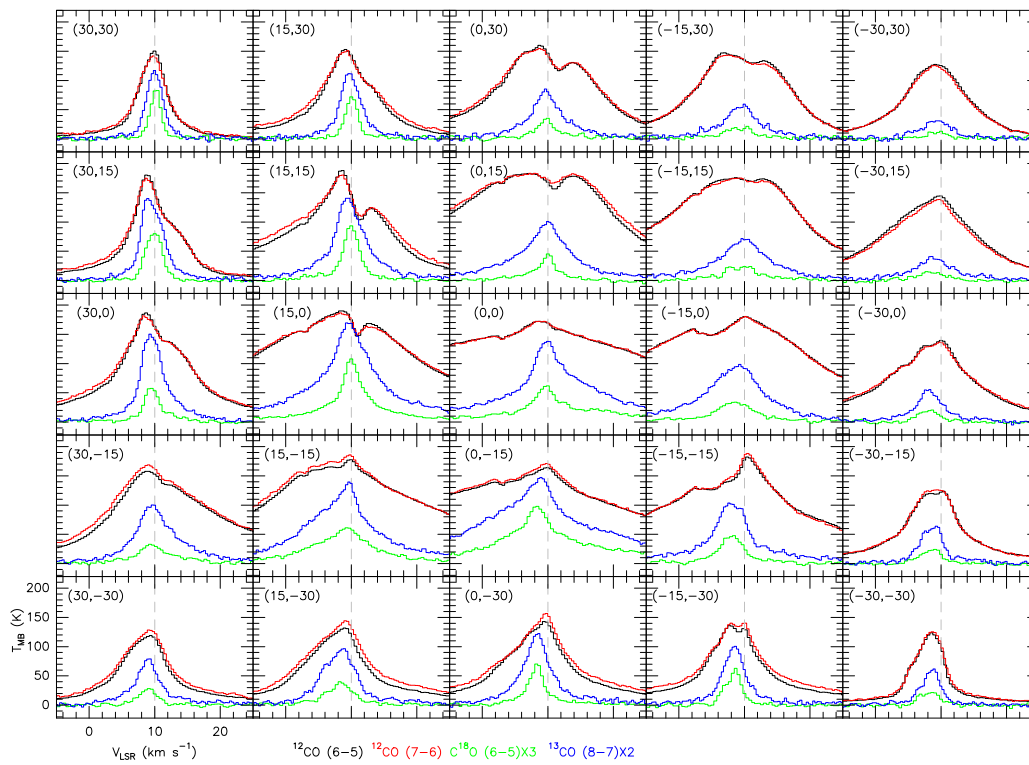 (30,30) (15,30) (0,30) (−15,30) (−30,30)
(30,15) (15,15) (0,15) (−15,15) (−30,15)
(30,0) (15,0) (0,0) (−15,0) (−30,0)
(30,−15) (15,−15) (0,−15) (−15,−15) (−30,−15)
(30,−30) (15,−30) (0,−30) (−15,−30) (−30,−30)
200
150
100
50
0
T_MB (K)
0 10 20
V_LSR (km s⁻¹)
¹²CO (6−5) ¹²CO (7−6) C¹⁸O (6−5)X3 ¹³CO (8−7)X2